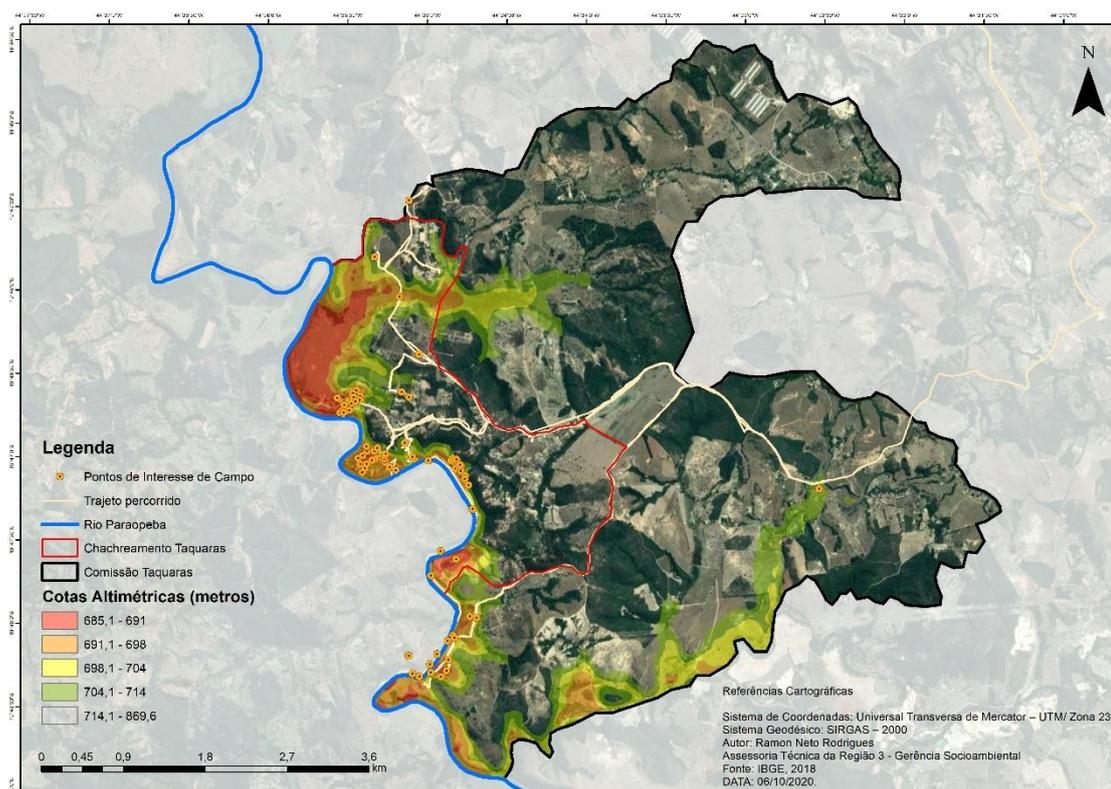 N
Legenda
Pontos de Interesse de Campo
Trajeto percorrido
Rio Paraopeba
Chachreamento Taquaras
Comissão Taquaras
Cotas Altimétricas (metros)
685,1 - 691
691,1 - 698
698,1 - 704
704,1 - 714
714,1 - 869,6
0 0,45 0,9 1,8 2,7 3,6
km
Referências Cartográficas
Sistema de Coordenadas: Universal Transversa de Mercator – UTM/ Zona 23
Sistema Geodésico: SIRGAS – 2000
Autor: Ramon Neto Rodrigues
Assessoria Técnica da Região 3 - Gerência Socioambiental
Fonte: IBGE, 2018
DATA: 06/10/2020.